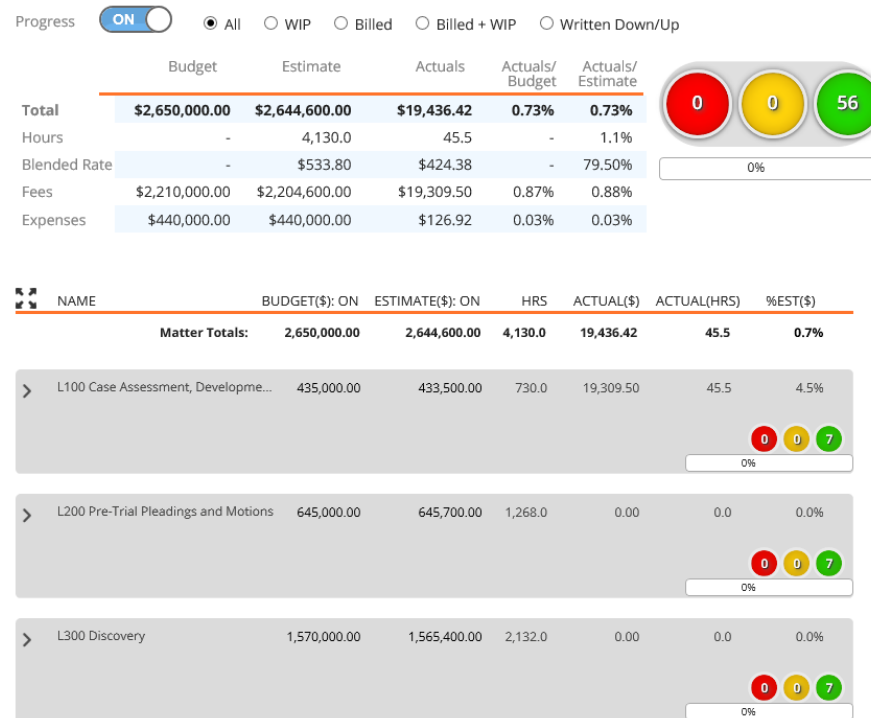 Progress ON All WIP Billed Billed + WIP Written Down/Up
Budget Estimate Actuals Actuals/ Budget Actuals/ Estimate
Total $2,650,000.00 $2,644,600.00 $19,436.42 0.73% 0.73%
Hours - 4,130.0 45.5 - 1.1%
Blended Rate - $533.80 $424.38 - 79.50%
Fees $2,210,000.00 $2,204,600.00 $19,309.50 0.87% 0.88%
Expenses $440,000.00 $440,000.00 $126.92 0.03% 0.03%
0 0 56
0%
NAME BUDGET($): ON ESTIMATE($): ON HRS ACTUAL($) ACTUAL(HRS) %EST($)
Matter Totals: 2,650,000.00 2,644,600.00 4,130.0 19,436.42 45.5 0.7%
L100 Case Assessment, Developme... 435,000.00 433,500.00 730.0 19,309.50 45.5 4.5%
0 0 7
0%
L200 Pre-Trial Pleadings and Motions 645,000.00 645,700.00 1,268.0 0.00 0.0 0.0%
0 0 7
0%
L300 Discovery 1,570,000.00 1,565,400.00 2,132.0 0.00 0.0 0.0%
0 0 7
0%